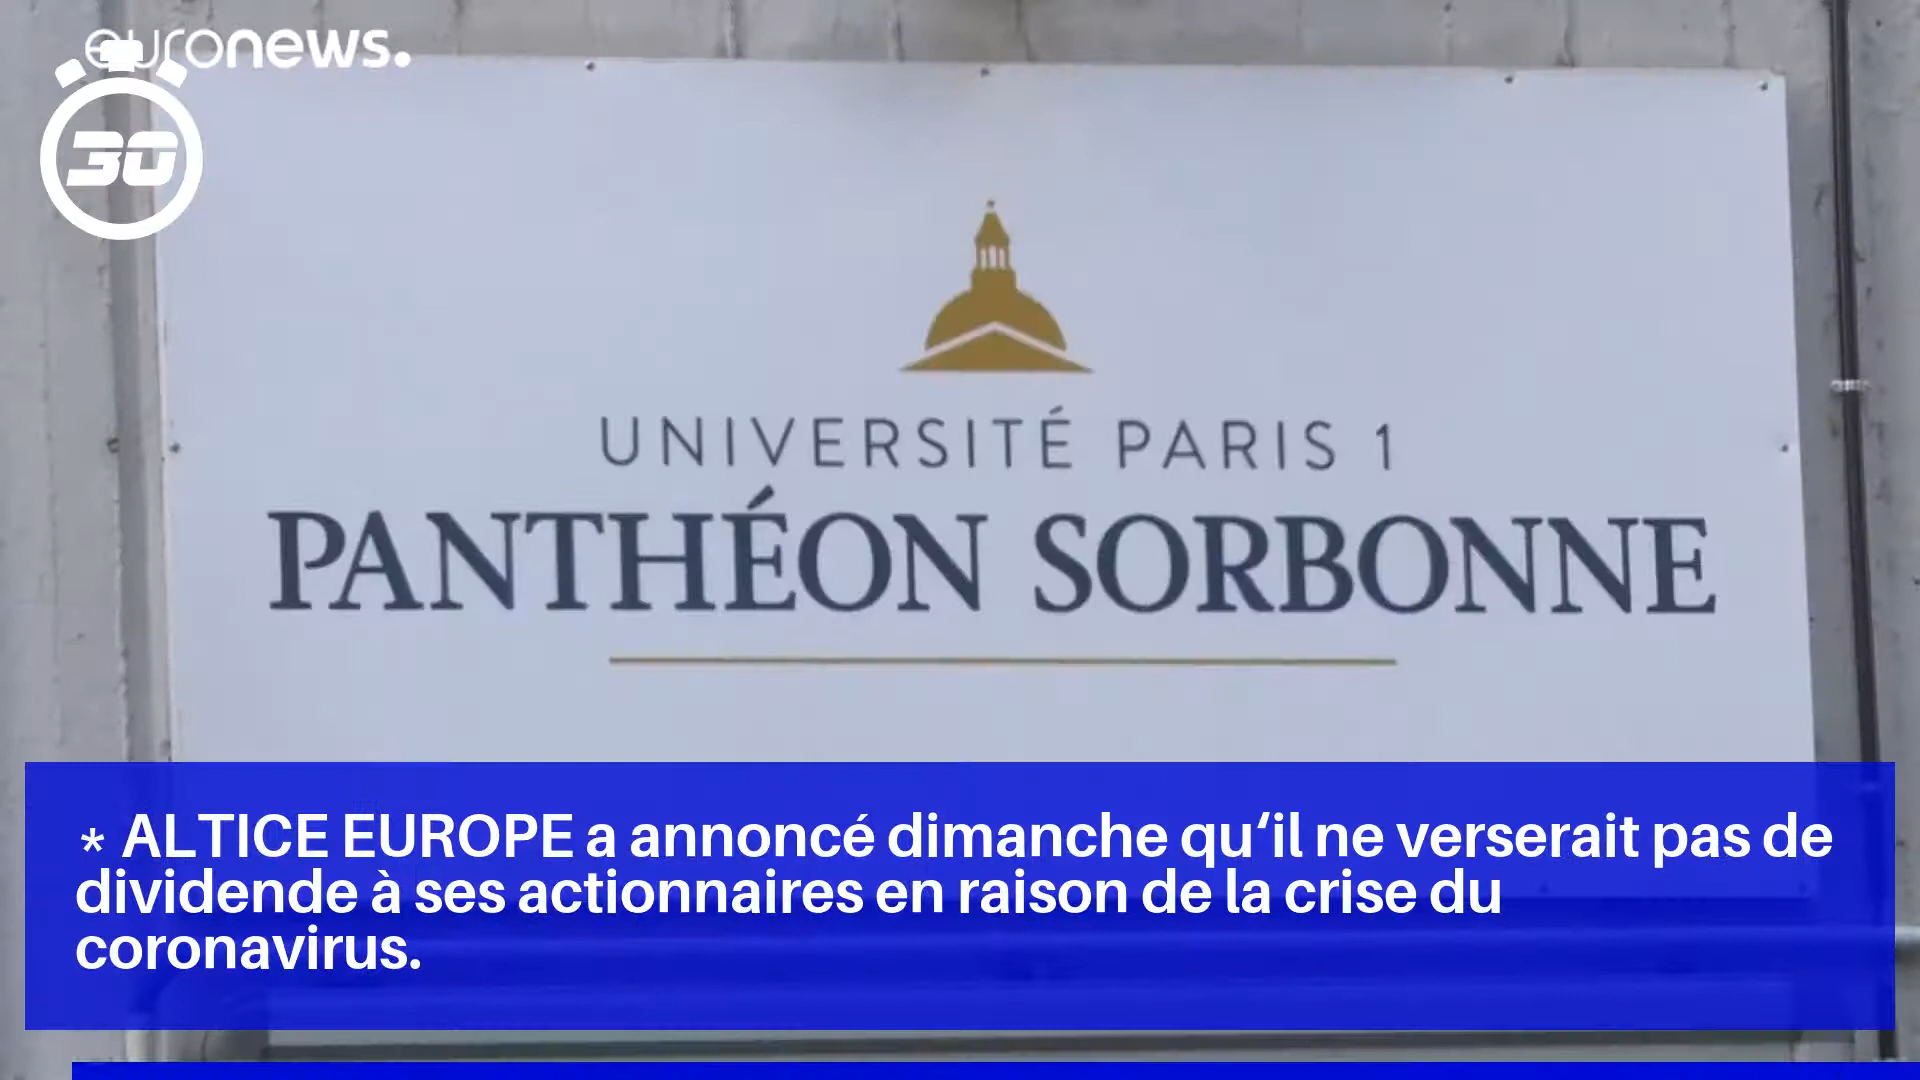 euronews.
30
UNIVERSITÉ PARIS 1
PANTHÉON SORBONNE
* ALTICE EUROPE a annoncé dimanche qu‘il ne verserait pas de
dividende à ses actionnaires en raison de la crise du
coronavirus.